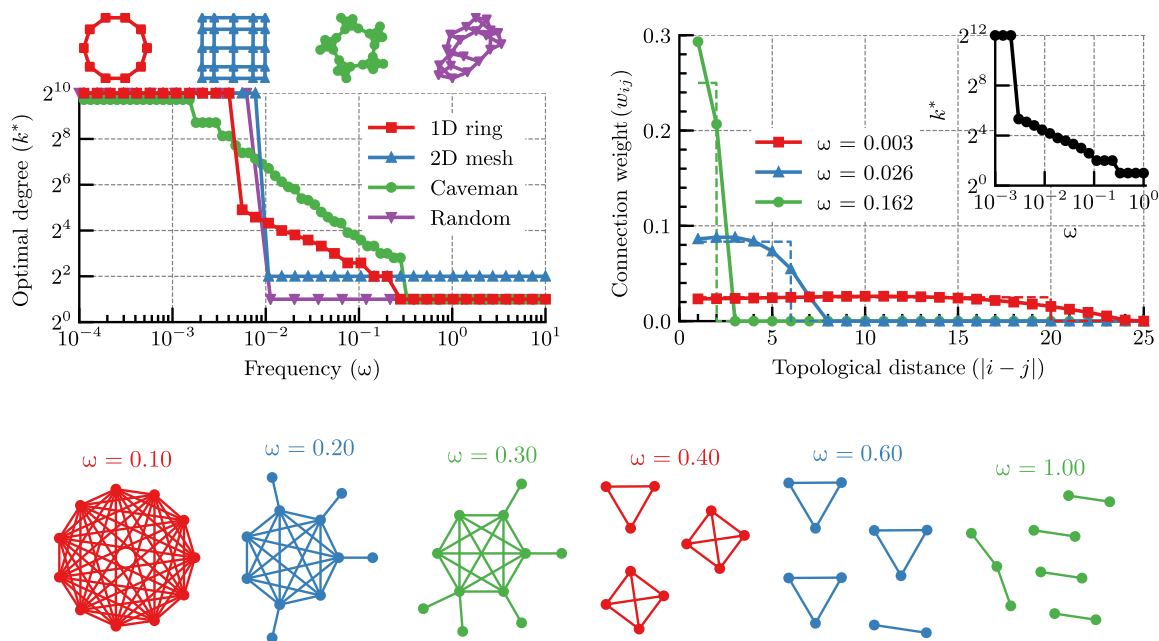 2^10
2^8
2^6
2^4
2^2
2^0
Optimal degree (k*)
1D ring
2D mesh
Caveman
Random
10^−4 10^−3 10^−2 10^−1 10^0 10^1
Frequency (ω)
0.3
0.2
0.1
0.0
Connection weight (w_ij)
ω = 0.003
ω = 0.026
ω = 0.162
2^12
2^8
2^4
2^0
k*
10^−3 10^−2 10^−1 10^0
ω
0 5 10 15 20 25
Topological distance (|i − j|)
ω = 0.10
ω = 0.20
ω = 0.30
ω = 0.40
ω = 0.60
ω = 1.00